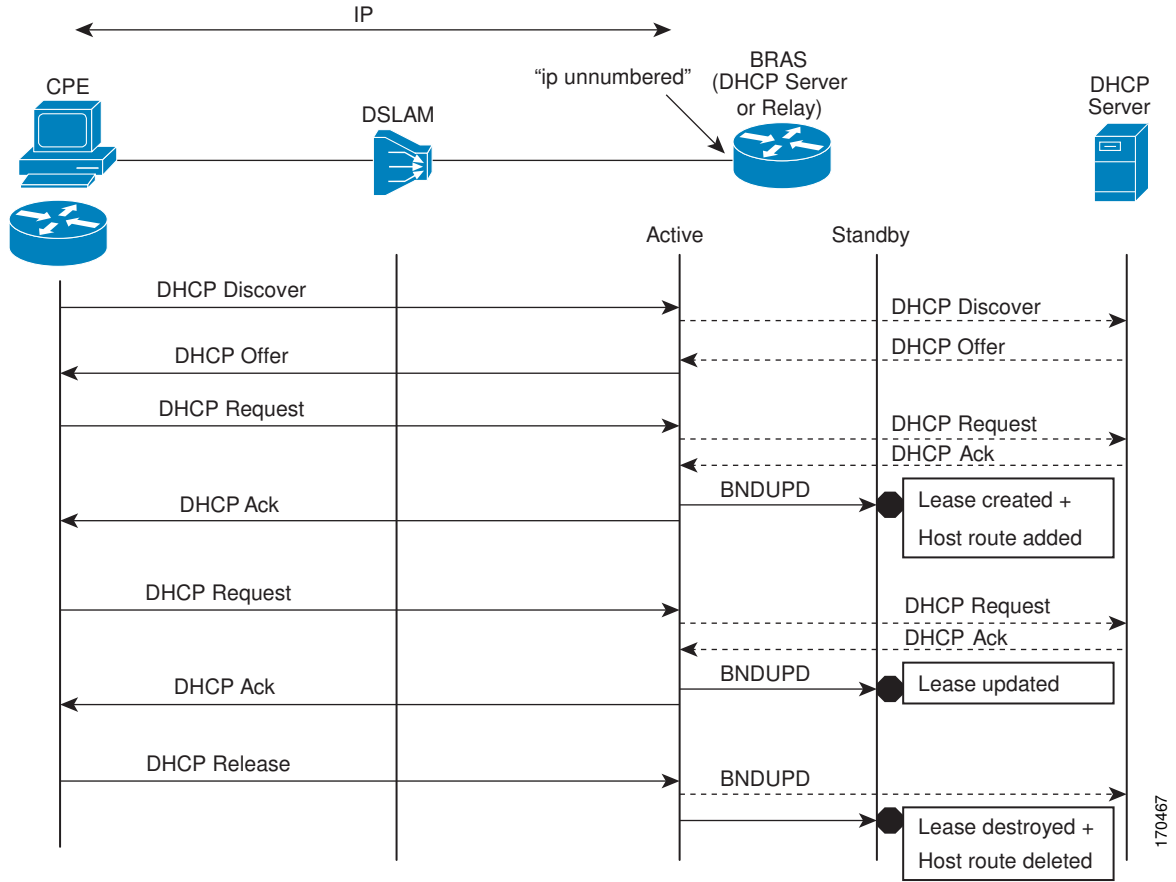 IP
"ip unnumbered"
BRAS
(DHCP Server
or Relay)
CPE
DSLAM
DHCP
Server
Active
Standby
DHCP Discover
DHCP Discover
DHCP Offer
DHCP Offer
DHCP Request
DHCP Request
DHCP Ack
BNDUPD
DHCP Ack
Lease created +
Host route added
DHCP Request
DHCP Request
DHCP Ack
BNDUPD
DHCP Ack
Lease updated
DHCP Release
BNDUPD
Lease destroyed +
Host route deleted
170467